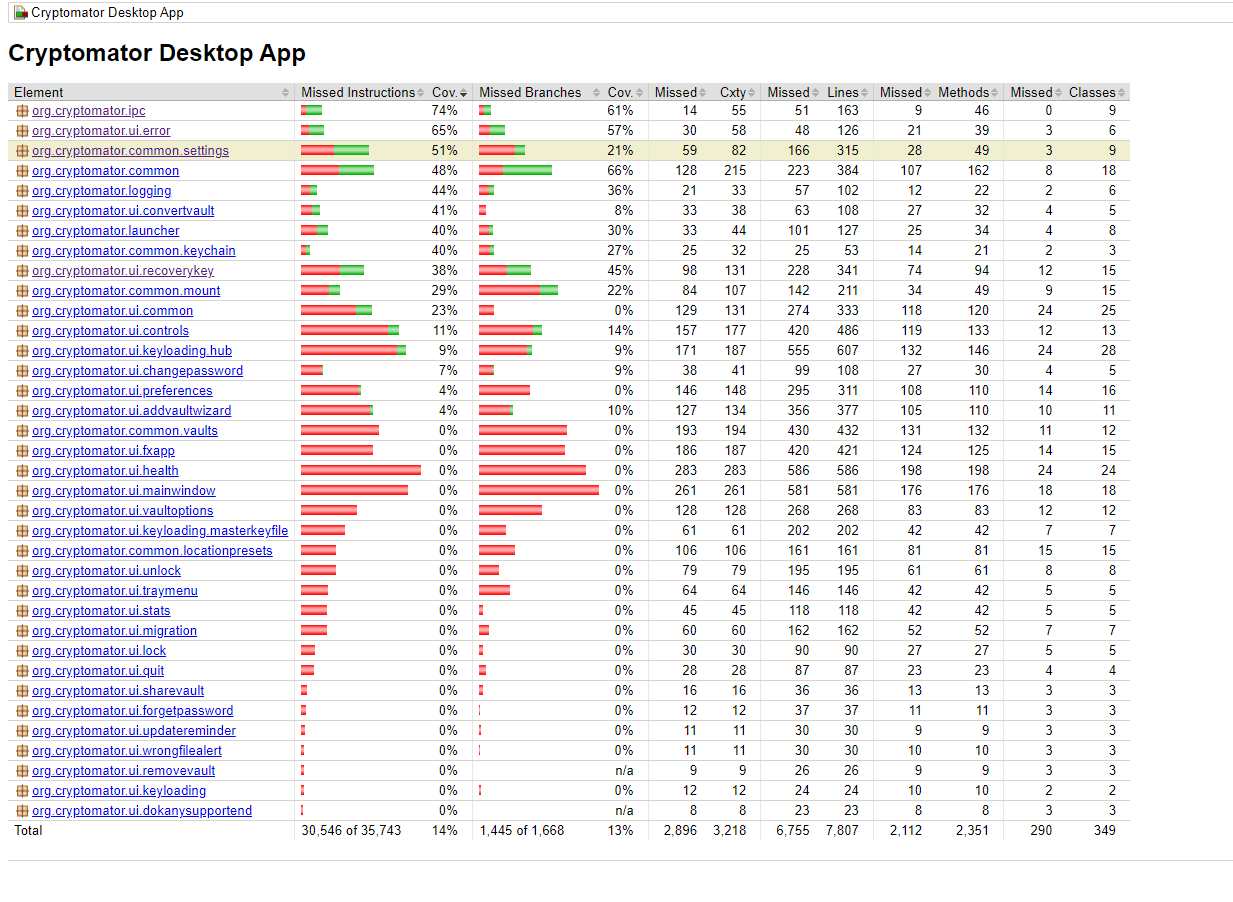 Cryptomator Desktop App
Cryptomator Desktop App
Element Missed Instructions Cov. Missed Branches Cov. Missed Cxty Missed Lines Missed Methods Missed Classes
org.cryptomator.ipc 74% 61% 14 55 51 163 9 46 0 9
org.cryptomator.ui.error 65% 57% 30 58 48 126 21 39 3 6
org.cryptomator.common.settings 51% 21% 59 82 166 315 28 49 3 9
org.cryptomator.common 48% 66% 128 215 223 384 107 162 8 18
org.cryptomator.logging 44% 36% 21 33 57 102 12 22 2 6
org.cryptomator.ui.convertvault 41% 8% 33 38 63 108 27 32 4 5
org.cryptomator.launcher 40% 30% 33 44 101 127 25 34 4 8
org.cryptomator.common.keychain 40% 27% 25 32 25 53 14 21 2 3
org.cryptomator.ui.recoverykey 38% 45% 98 131 228 341 74 94 12 15
org.cryptomator.common.mount 29% 22% 84 107 142 211 34 49 9 15
org.cryptomator.ui.common 23% 0% 129 131 274 333 118 120 24 25
org.cryptomator.ui.controls 11% 14% 157 177 420 486 119 133 12 13
org.cryptomator.ui.keyloading.hub 9% 9% 171 187 555 607 132 146 24 28
org.cryptomator.ui.changepassword 7% 9% 38 41 99 108 27 30 4 5
org.cryptomator.ui.preferences 4% 0% 146 148 295 311 108 110 14 16
org.cryptomator.ui.addvaultwizard 4% 10% 127 134 356 377 105 110 10 11
org.cryptomator.common.vaults 0% 0% 193 194 430 432 131 132 11 12
org.cryptomator.ui.fxapp 0% 0% 186 187 420 421 124 125 14 15
org.cryptomator.ui.health 0% 0% 283 283 586 586 198 198 24 24
org.cryptomator.ui.mainwindow 0% 0% 261 261 581 581 176 176 18 18
org.cryptomator.ui.vaultoptions 0% 0% 128 128 268 268 83 83 12 12
org.cryptomator.ui.keyloading.masterkeyfile 0% 0% 61 61 202 202 42 42 7 7
org.cryptomator.common.locationpresets 0% 0% 106 106 161 161 81 81 15 15
org.cryptomator.ui.unlock 0% 0% 79 79 195 195 61 61 8 8
org.cryptomator.ui.traymenu 0% 0% 64 64 146 146 42 42 5 5
org.cryptomator.ui.stats 0% 0% 45 45 118 118 42 42 5 5
org.cryptomator.ui.migration 0% 0% 60 60 162 162 52 52 7 7
org.cryptomator.ui.lock 0% 0% 30 30 90 90 27 27 5 5
org.cryptomator.ui.quit 0% 0% 28 28 87 87 23 23 4 4
org.cryptomator.ui.sharevault 0% 0% 16 16 36 36 13 13 3 3
org.cryptomator.ui.forgetpassword 0% 0% 12 12 37 37 11 11 3 3
org.cryptomator.ui.updatereminder 0% 0% 11 11 30 30 9 9 3 3
org.cryptomator.ui.wrongfilealert 0% 0% 11 11 30 30 10 10 3 3
org.cryptomator.ui.removevault 0% n/a 9 9 26 26 9 9 3 3
org.cryptomator.ui.keyloading 0% 0% 12 12 24 24 10 10 2 2
org.cryptomator.ui.dokanysupportend 0% n/a 8 8 23 23 8 8 3 3
Total 30,546 of 35,743 14% 1,445 of 1,668 13% 2,896 3,218 6,755 7,807 2,112 2,351 290 349